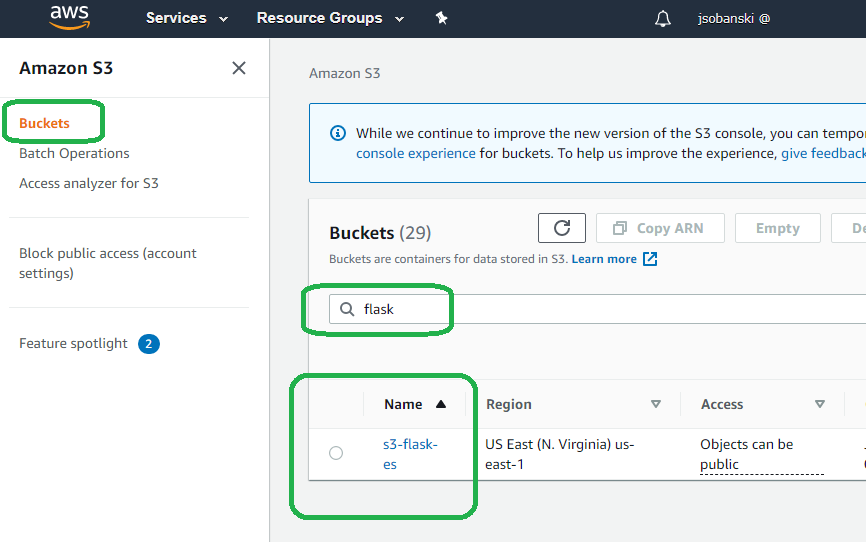 aws Services Resource Groups jsobanski @
Amazon S3
Buckets
Batch Operations
Access analyzer for S3
Block public access (account
settings)
Feature spotlight 2
Amazon S3
While we continue to improve the new version of the S3 console, you can
console experience for buckets. To help us improve the experience, give feedback
Buckets (29)
Copy ARN Empty
Buckets are containers for data stored in S3. Learn more
flask
Name Region Access
s3-flask-
es
US East (N. Virginia) us-
east-1
Objects can be
public